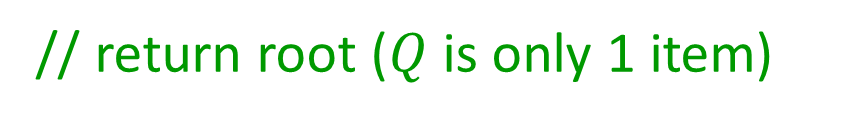 // return root (Q is only 1 item)